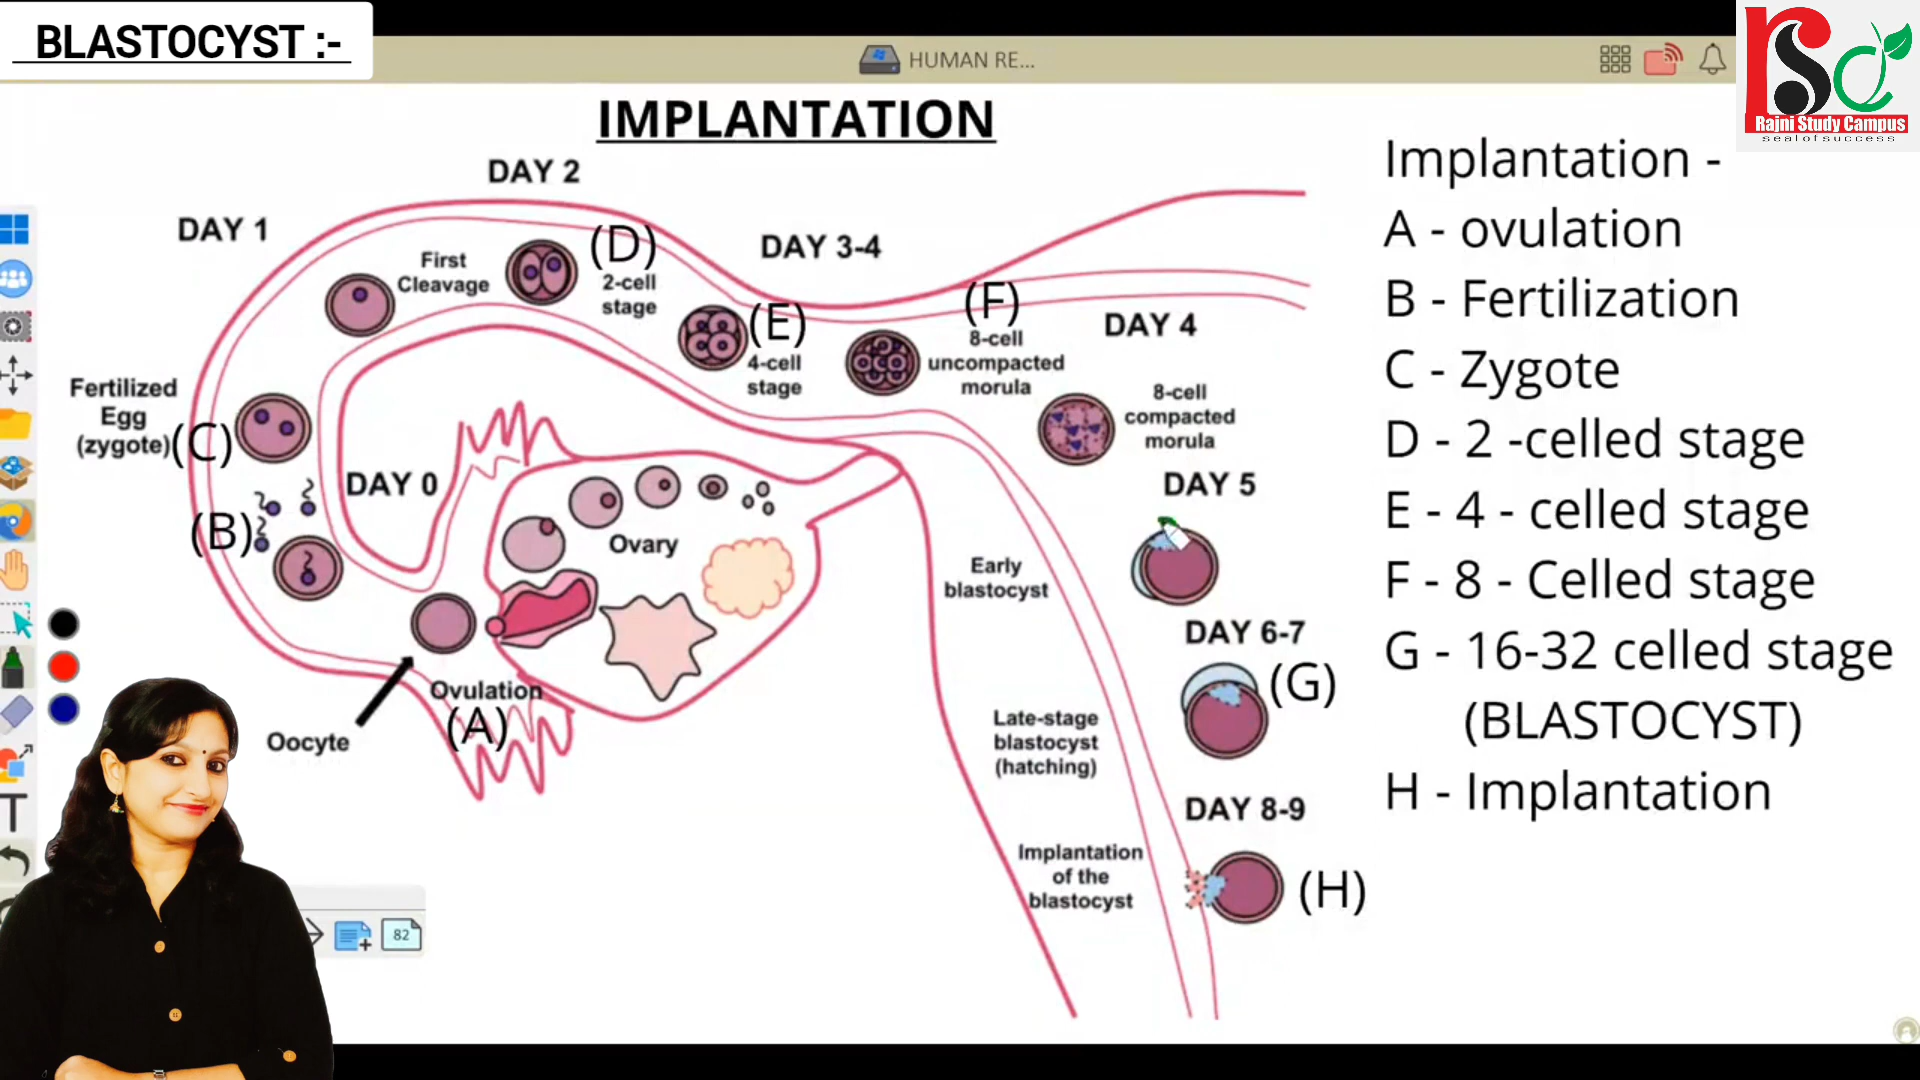 BLASTOCYST :-
HUMAN RE...
Rajni Study Campus
sealofsuccess
IMPLANTATION
DAY 1
DAY 2
DAY 3-4
DAY 4
First
Cleavage
(D)
2-cell
stage
(E)
4-cell
stage
(F)
8-cell
uncompacted
morula
8-cell
compacted
morula
Fertilized
Egg
(zygote)(C)
DAY 0
(B)
Ovary
Ovulation
(A)
Oocyte
DAY 5
Early
blastocyst
DAY 6-7
(G)
Late-stage
blastocyst
(hatching)
DAY 8-9
Implantation
of the
blastocyst
(H)
Implantation -
A - ovulation
B - Fertilization
C - Zygote
D - 2 -celled stage
E - 4 - celled stage
F - 8 - Celled stage
G - 16-32 celled stage
(BLASTOCYST)
H - Implantation
T
82